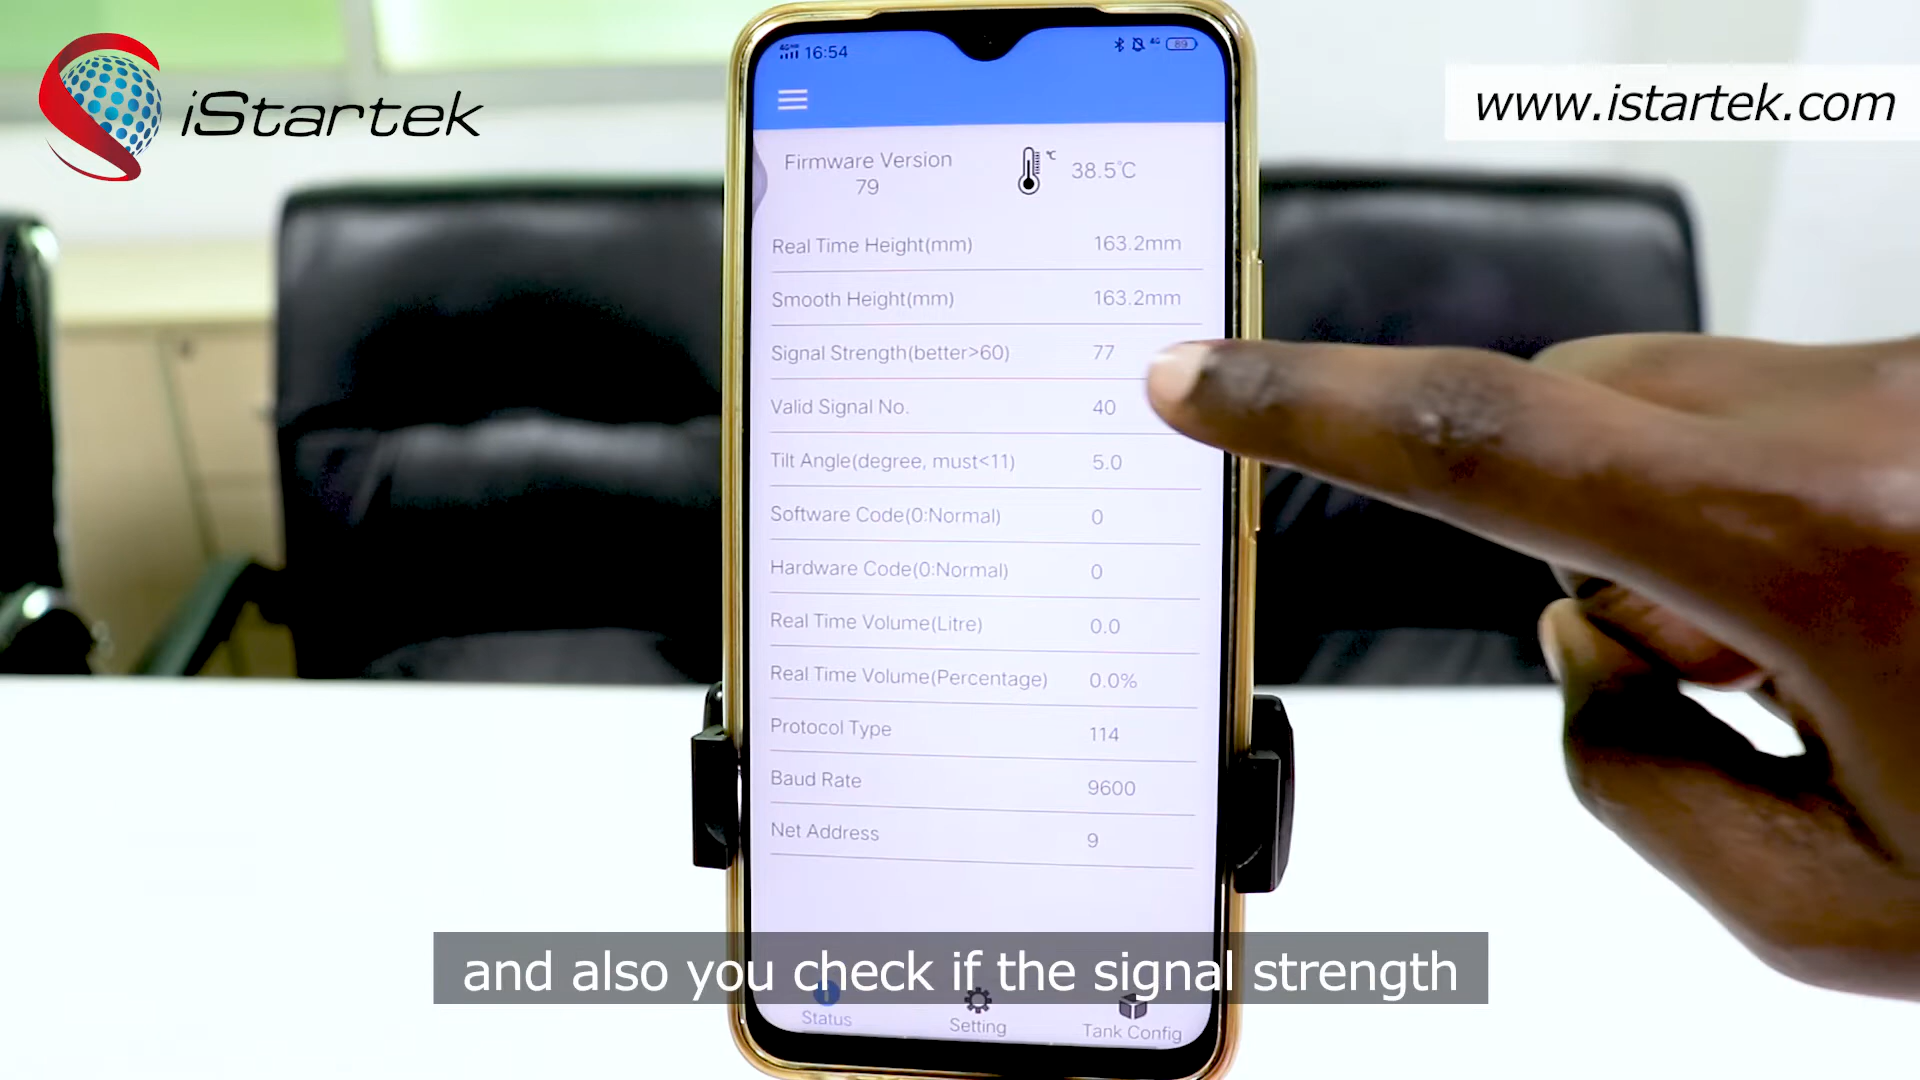 iStartek
www.istartek.com
16:54
89
Firmware Version
79
°C
38.5°C
Real Time Height(mm) 163.2mm
Smooth Height(mm) 163.2mm
Signal Strength(better>60) 77
Valid Signal No. 40
Tilt Angle(degree, must<11) 5.0
Software Code(0:Normal) 0
Hardware Code(0:Normal) 0
Real Time Volume(Litre) 0.0
Real Time Volume(Percentage) 0.0%
Protocol Type 114
Baud Rate 9600
Net Address 9
and also you check if the signal strength
Status Setting Tank Config